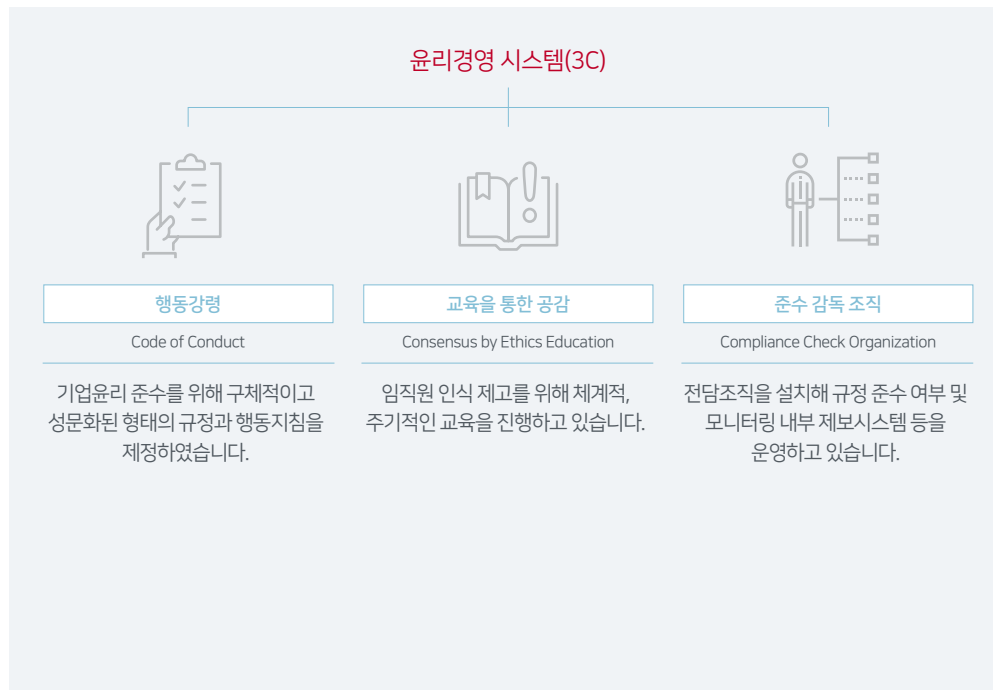 윤리경영 시스템(3C)
행동강령
Code of Conduct
기업윤리 준수를 위해 구체적이고
성문화된 형태의 규정과 행동지침을
제정하였습니다.
교육을 통한 공감
Consensus by Ethics Education
임직원 인식 제고를 위해 체계적,
주기적인 교육을 진행하고 있습니다.
준수 감독 조직
Compliance Check Organization
전담조직을 설치해 규정 준수 여부 및
모니터링 내부 제보시스템 등을
운영하고 있습니다.